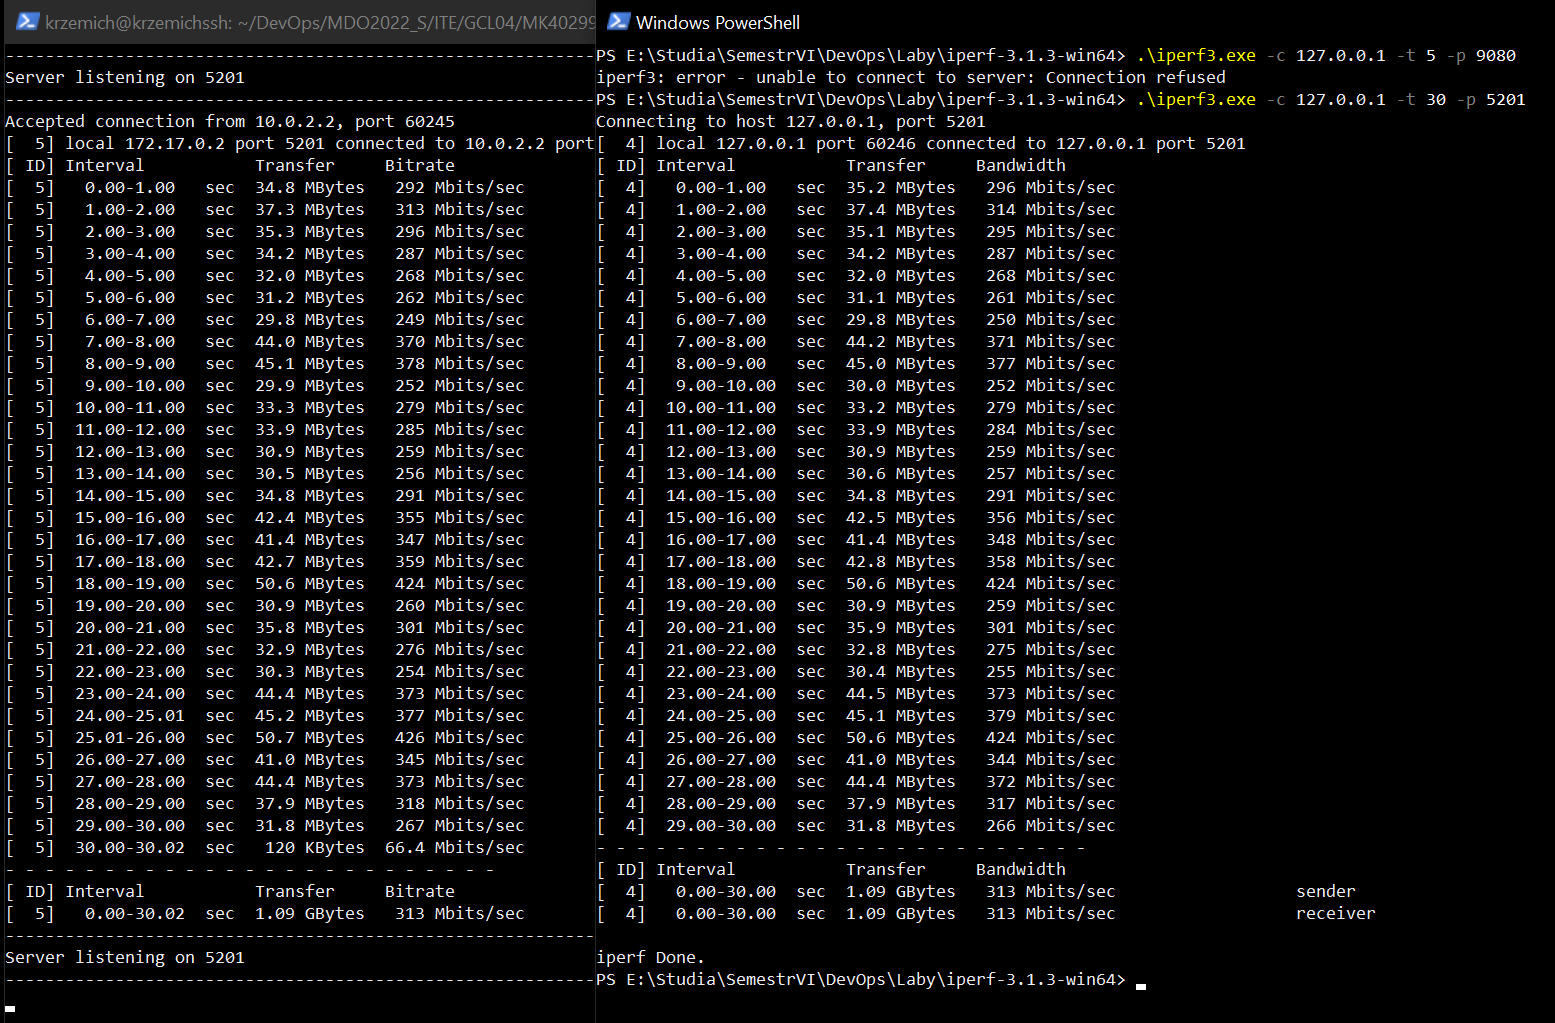 krzemich@krzemichssh: ~/DevOps/MDO2022_S/ITE/GCL04/MK40299
------------------------------------------------------------
Server listening on 5201
------------------------------------------------------------
Accepted connection from 10.0.2.2, port 60245
[  5] local 172.17.0.2 port 5201 connected to 10.0.2.2 port
[ ID] Interval           Transfer     Bitrate
[  5]   0.00-1.00   sec  34.8 MBytes   292 Mbits/sec
[  5]   1.00-2.00   sec  37.3 MBytes   313 Mbits/sec
[  5]   2.00-3.00   sec  35.3 MBytes   296 Mbits/sec
[  5]   3.00-4.00   sec  34.2 MBytes   287 Mbits/sec
[  5]   4.00-5.00   sec  32.0 MBytes   268 Mbits/sec
[  5]   5.00-6.00   sec  31.2 MBytes   262 Mbits/sec
[  5]   6.00-7.00   sec  29.8 MBytes   249 Mbits/sec
[  5]   7.00-8.00   sec  44.0 MBytes   370 Mbits/sec
[  5]   8.00-9.00   sec  45.1 MBytes   378 Mbits/sec
[  5]   9.00-10.00  sec  29.9 MBytes   252 Mbits/sec
[  5]  10.00-11.00  sec  33.3 MBytes   279 Mbits/sec
[  5]  11.00-12.00  sec  33.9 MBytes   285 Mbits/sec
[  5]  12.00-13.00  sec  30.9 MBytes   259 Mbits/sec
[  5]  13.00-14.00  sec  30.5 MBytes   256 Mbits/sec
[  5]  14.00-15.00  sec  34.8 MBytes   291 Mbits/sec
[  5]  15.00-16.00  sec  42.4 MBytes   355 Mbits/sec
[  5]  16.00-17.00  sec  41.4 MBytes   347 Mbits/sec
[  5]  17.00-18.00  sec  42.7 MBytes   359 Mbits/sec
[  5]  18.00-19.00  sec  50.6 MBytes   424 Mbits/sec
[  5]  19.00-20.00  sec  30.9 MBytes   260 Mbits/sec
[  5]  20.00-21.00  sec  35.8 MBytes   301 Mbits/sec
[  5]  21.00-22.00  sec  32.9 MBytes   276 Mbits/sec
[  5]  22.00-23.00  sec  30.3 MBytes   254 Mbits/sec
[  5]  23.00-24.00  sec  44.4 MBytes   373 Mbits/sec
[  5]  24.00-25.01  sec  45.2 MBytes   377 Mbits/sec
[  5]  25.01-26.00  sec  50.7 MBytes   426 Mbits/sec
[  5]  26.00-27.00  sec  41.0 MBytes   345 Mbits/sec
[  5]  27.00-28.00  sec  44.4 MBytes   373 Mbits/sec
[  5]  28.00-29.00  sec  37.9 MBytes   318 Mbits/sec
[  5]  29.00-30.00  sec  31.8 MBytes   267 Mbits/sec
[  5]  30.00-30.02  sec   120 KBytes  66.4 Mbits/sec
- - - - - - - - - - - - - - - - - - - - - - - - -
[ ID] Interval           Transfer     Bitrate
[  5]   0.00-30.02  sec  1.09 GBytes   313 Mbits/sec
------------------------------------------------------------
Server listening on 5201
------------------------------------------------------------
Windows PowerShell
PS E:\Studia\SemestrVI\DevOps\Laby\iperf-3.1.3-win64> .\iperf3.exe -c 127.0.0.1 -t 5 -p 9080
iperf3: error - unable to connect to server: Connection refused
PS E:\Studia\SemestrVI\DevOps\Laby\iperf-3.1.3-win64> .\iperf3.exe -c 127.0.0.1 -t 30 -p 5201
Connecting to host 127.0.0.1, port 5201
[  4] local 127.0.0.1 port 60246 connected to 127.0.0.1 port 5201
[ ID] Interval           Transfer     Bandwidth
[  4]   0.00-1.00   sec  35.2 MBytes   296 Mbits/sec
[  4]   1.00-2.00   sec  37.4 MBytes   314 Mbits/sec
[  4]   2.00-3.00   sec  35.1 MBytes   295 Mbits/sec
[  4]   3.00-4.00   sec  34.2 MBytes   287 Mbits/sec
[  4]   4.00-5.00   sec  32.0 MBytes   268 Mbits/sec
[  4]   5.00-6.00   sec  31.1 MBytes   261 Mbits/sec
[  4]   6.00-7.00   sec  29.8 MBytes   250 Mbits/sec
[  4]   7.00-8.00   sec  44.2 MBytes   371 Mbits/sec
[  4]   8.00-9.00   sec  45.0 MBytes   377 Mbits/sec
[  4]   9.00-10.00  sec  30.0 MBytes   252 Mbits/sec
[  4]  10.00-11.00  sec  33.2 MBytes   279 Mbits/sec
[  4]  11.00-12.00  sec  33.9 MBytes   284 Mbits/sec
[  4]  12.00-13.00  sec  30.9 MBytes   259 Mbits/sec
[  4]  13.00-14.00  sec  30.6 MBytes   257 Mbits/sec
[  4]  14.00-15.00  sec  34.8 MBytes   291 Mbits/sec
[  4]  15.00-16.00  sec  42.5 MBytes   356 Mbits/sec
[  4]  16.00-17.00  sec  41.4 MBytes   348 Mbits/sec
[  4]  17.00-18.00  sec  42.8 MBytes   358 Mbits/sec
[  4]  18.00-19.00  sec  50.6 MBytes   424 Mbits/sec
[  4]  19.00-20.00  sec  30.9 MBytes   259 Mbits/sec
[  4]  20.00-21.00  sec  35.9 MBytes   301 Mbits/sec
[  4]  21.00-22.00  sec  32.8 MBytes   275 Mbits/sec
[  4]  22.00-23.00  sec  30.4 MBytes   255 Mbits/sec
[  4]  23.00-24.00  sec  44.5 MBytes   373 Mbits/sec
[  4]  24.00-25.00  sec  45.1 MBytes   379 Mbits/sec
[  4]  25.00-26.00  sec  50.6 MBytes   424 Mbits/sec
[  4]  26.00-27.00  sec  41.0 MBytes   344 Mbits/sec
[  4]  27.00-28.00  sec  44.4 MBytes   372 Mbits/sec
[  4]  28.00-29.00  sec  37.9 MBytes   317 Mbits/sec
[  4]  29.00-30.00  sec  31.8 MBytes   266 Mbits/sec
- - - - - - - - - - - - - - - - - - - - - - - - -
[ ID] Interval           Transfer     Bandwidth
[  4]   0.00-30.00  sec  1.09 GBytes   313 Mbits/sec                  sender
[  4]   0.00-30.00  sec  1.09 GBytes   313 Mbits/sec                  receiver
iperf Done.
PS E:\Studia\SemestrVI\DevOps\Laby\iperf-3.1.3-win64>